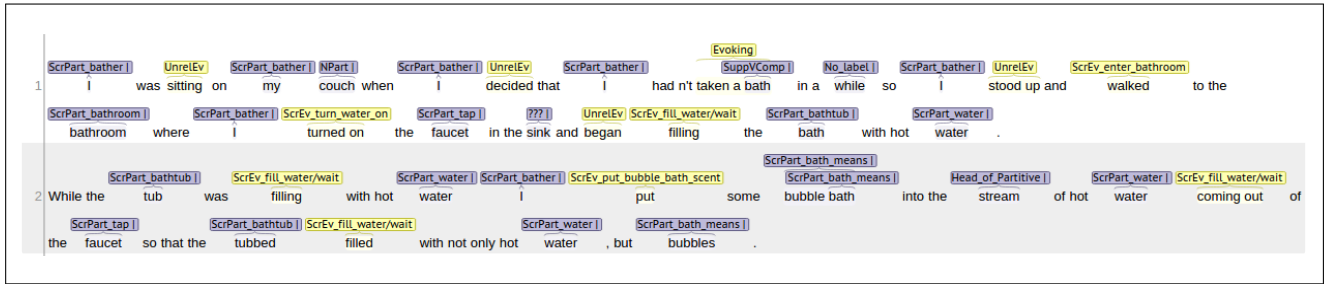 Evoking
ScrPart_bather | UnrelEv ScrPart_bather | NPart | ScrPart_bather | UnrelEv ScrPart_bather | SuppVComp | No_label | ScrPart_bather | UnrelEv ScrEv_enter_bathroom
1 I was sitting on my couch when I decided that I had n't taken a bath in a while so I stood up and walked to the
ScrPart_bathroom | ScrPart_bather | ScrEv_turn_water_on ScrPart_tap | ??? | UnrelEv ScrEv_fill_water/wait ScrPart_bathtub | ScrPart_water |
bathroom where I turned on the faucet in the sink and began filling the bath with hot water .
ScrPart_bath_means |
ScrPart_bathtub | ScrEv_fill_water/wait ScrPart_water | ScrPart_bather | ScrEv_put_bubble_bath_scent ScrPart_bath_means | Head_of_Partitive | ScrPart_water | ScrEv_fill_water/wait
2 While the tub was filling with hot water I put some bubble bath into the stream of hot water coming out of
ScrPart_tap | ScrPart_bathtub | ScrEv_fill_water/wait ScrPart_water | ScrPart_bath_means |
the faucet so that the tubbed filled with not only hot water , but bubbles .